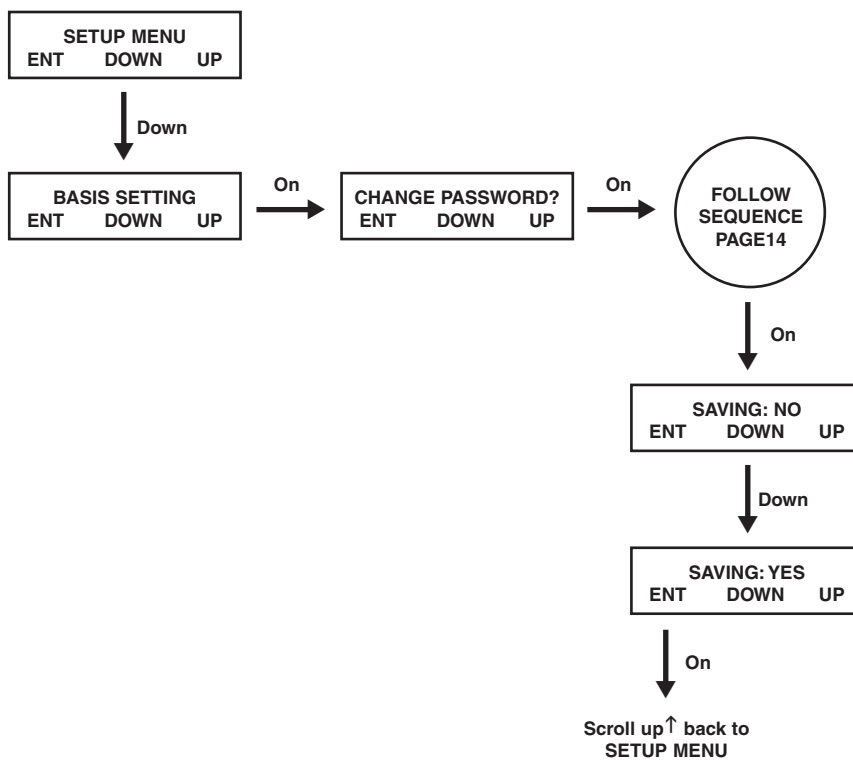 SETUP MENU
ENT DOWN UP
Down
BASIS SETTING
ENT DOWN UP
On
CHANGE PASSWORD?
ENT DOWN UP
On
FOLLOW
SEQUENCE
PAGE14
On
SAVING: NO
ENT DOWN UP
Down
SAVING: YES
ENT DOWN UP
On
Scroll up↑ back to
SETUP MENU